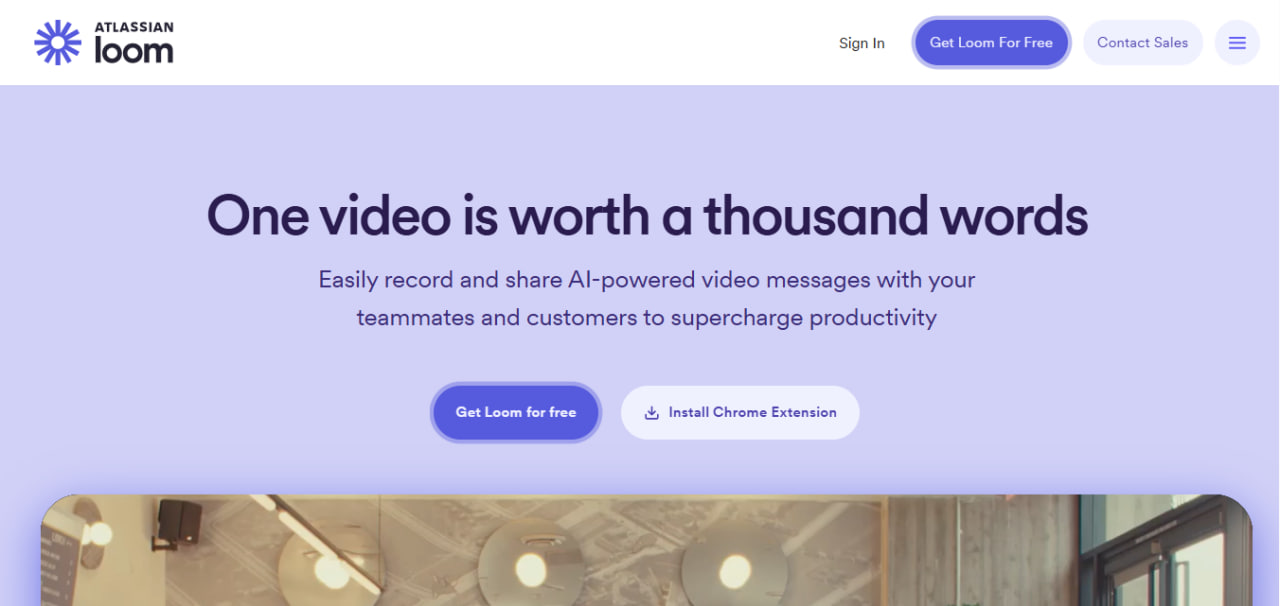 ATLASSIAN
loom
Sign In
Get Loom For Free
Contact Sales
One video is worth a thousand words
Easily record and share AI-powered video messages with your
teammates and customers to supercharge productivity
Get Loom for free
Install Chrome Extension